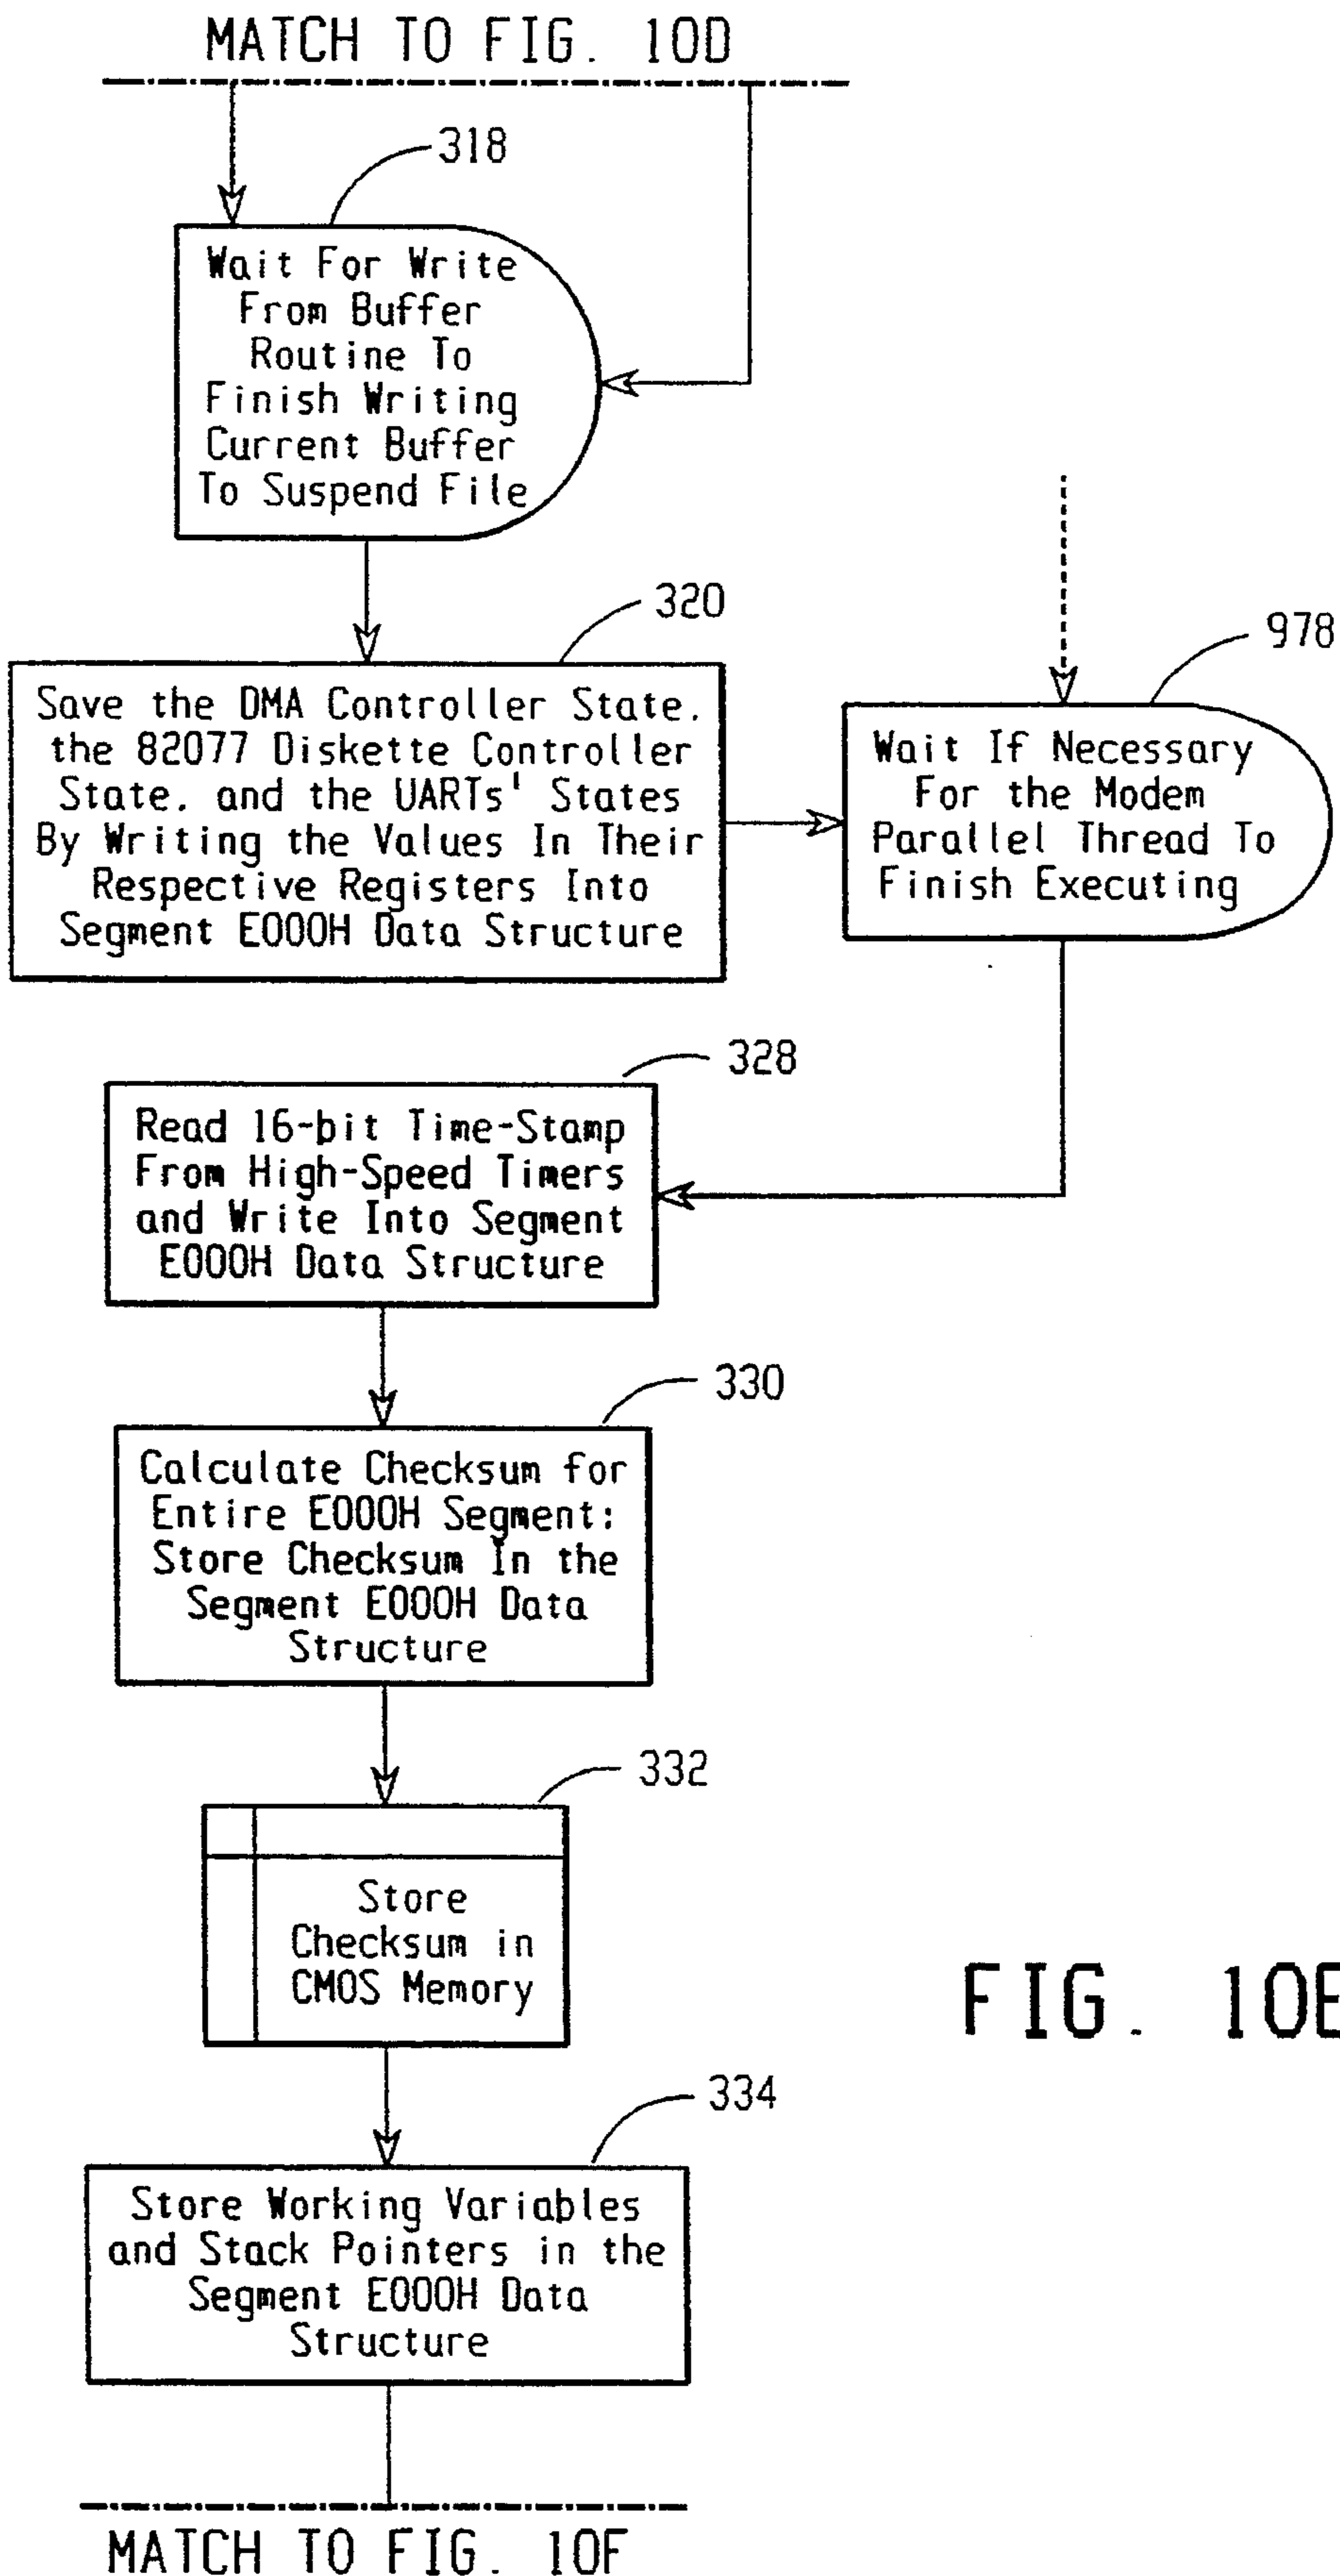 MATCH TO FIG. 10D
318
Wait For Write
From Buffer
Routine To
Finish Writing
Current Buffer
To Suspend File
320
Save the DMA Controller State,
the 82077 Diskette Controller
State, and the UARTs' States
By Writing the Values In Their
Respective Registers Into
Segment E000H Data Structure
978
Wait If Necessary
For the Modem
Parallel Thread To
Finish Executing
328
Read 16-bit Time-Stamp
From High-Speed Timers
and Write Into Segment
E000H Data Structure
330
Calculate Checksum for
Entire E000H Segment;
Store Checksum In the
Segment E000H Data
Structure
332
Store
Checksum in
CMOS Memory
FIG. 10E
334
Store Working Variables
and Stack Pointers in the
Segment E000H Data
Structure
MATCH TO FIG. 10F